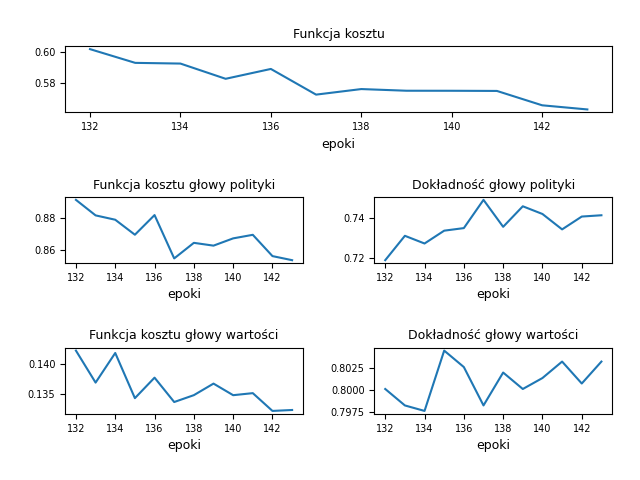 Funkcja kosztu
0.60
0.58
132 134 136 138 140 142
epoki
Funkcja kosztu głowy polityki
0.88
0.86
132 134 136 138 140 142
epoki
Dokładność głowy polityki
0.74
0.72
132 134 136 138 140 142
epoki
Funkcja kosztu głowy wartości
0.140
0.135
132 134 136 138 140 142
epoki
Dokładność głowy wartości
0.8025
0.8000
0.7975
132 134 136 138 140 142
epoki